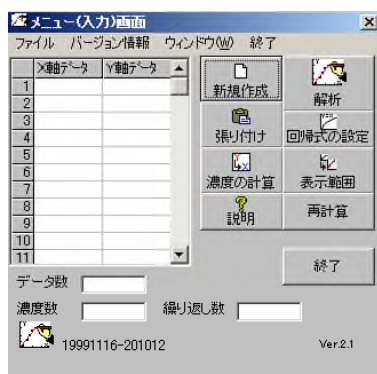 メニュー(入力)画面
ファイル バージョン情報 ウィンドウ(W) 終了
X軸データ Y軸データ
1
2
3
4
5
6
7
8
9
10
11
新規作成 解析
張り付け 回帰式の設定
濃度の計算 表示範囲
説明 再計算
終了
データ数
濃度数 繰り返し数
19991116-201012 Ver.2.1